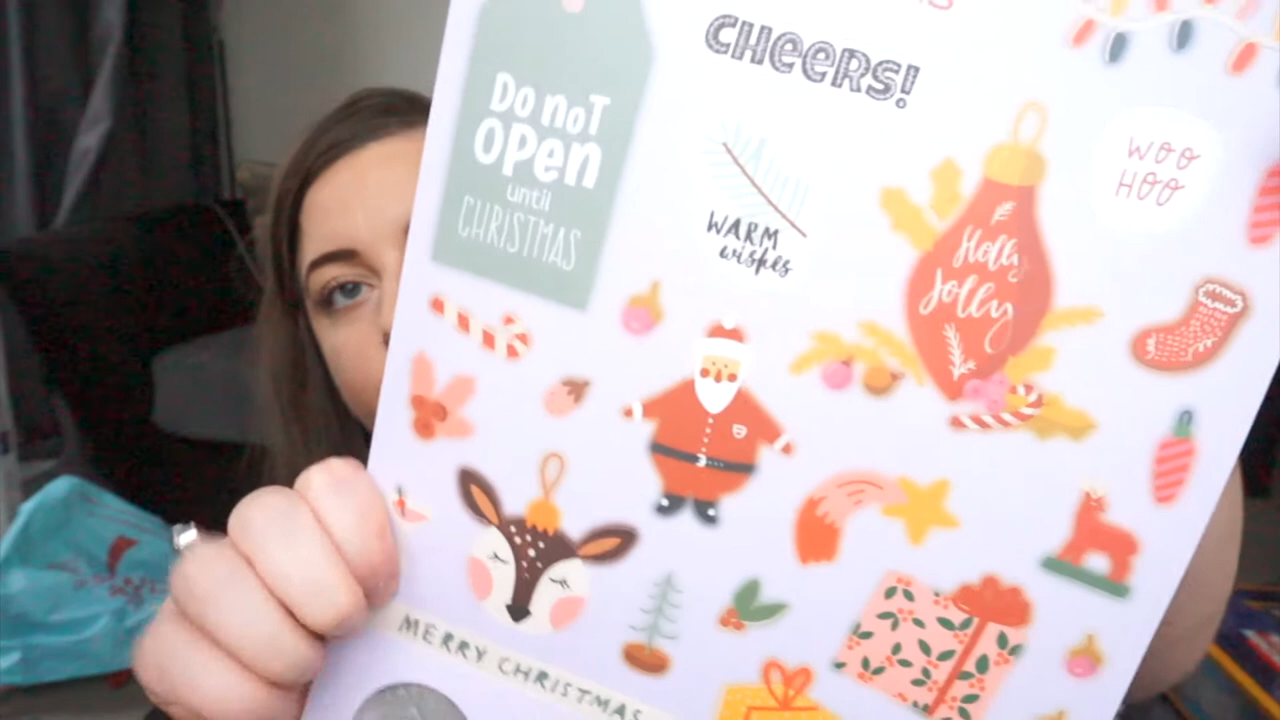 Do noT
OPen
until
CHRISTMAS
CHeeRS!
WARM
wishes
Holly
Jolly
WOO
HOO
MERRY CHRISTMAS